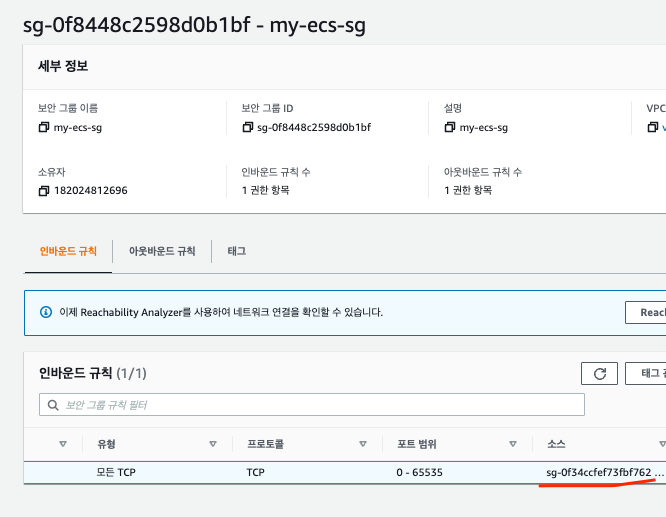 sg-0f8448c2598d0b1bf - my-ecs-sg
세부 정보
보안 그룹 이름 보안 그룹 ID 설명 VPC
my-ecs-sg sg-0f8448c2598d0b1bf my-ecs-sg
소유자 인바운드 규칙 수 아웃바운드 규칙 수
182024812696 1 권한 항목 1 권한 항목
인바운드 규칙 아웃바운드 규칙 태그
이제 Reachability Analyzer를 사용하여 네트워크 연결을 확인할 수 있습니다. Reac
인바운드 규칙 (1/1) 태그
보안 그룹 규칙 필터
유형 프로토콜 포트 범위 소스
모든 TCP TCP 0 - 65535 sg-0f34ccfef73fbf762 ...